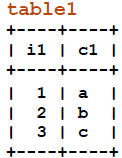 table1
+----+----+
| i1 | c1 |
+----+----+
| 1 | a |
| 2 | b |
| 3 | c |
+----+----+